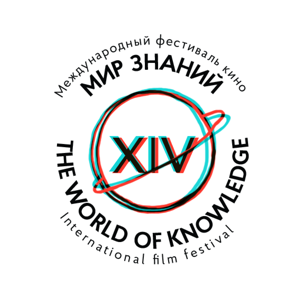 Международный фестиваль кино
МИР ЗНАНИЙ
XIV
THE WORLD OF KNOWLEDGE
International film festival